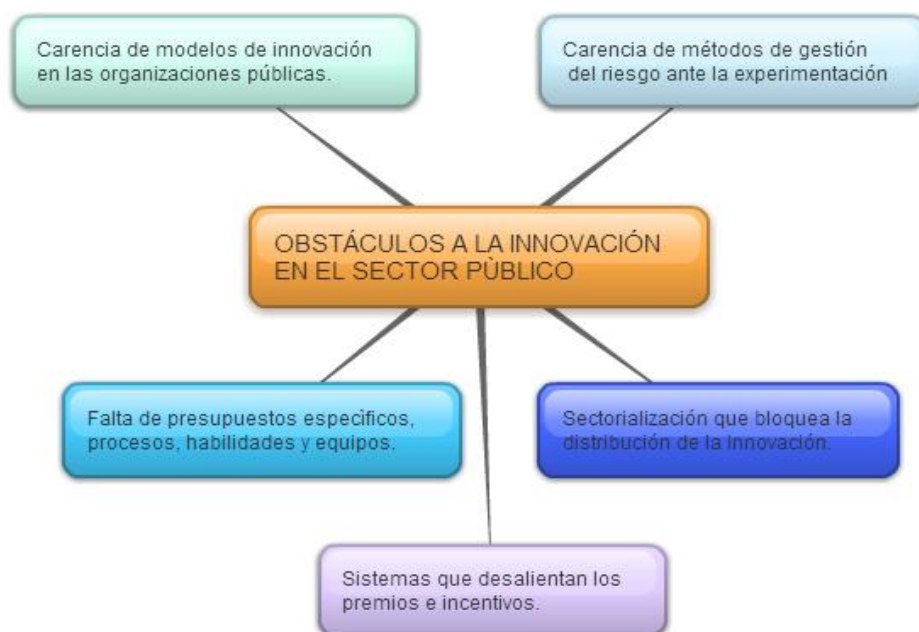 Carencia de modelos de innovación
en las organizaciones públicas.
Carencia de métodos de gestión
del riesgo ante la experimentación
OBSTÁCULOS A LA INNOVACIÓN
EN EL SECTOR PÙBLICO
Falta de presupuestos especìficos,
procesos, habilidades y equipos.
Sectorialización que bloquea la
distribución de la innovación.
Sistemas que desalientan los
premios e incentivos.